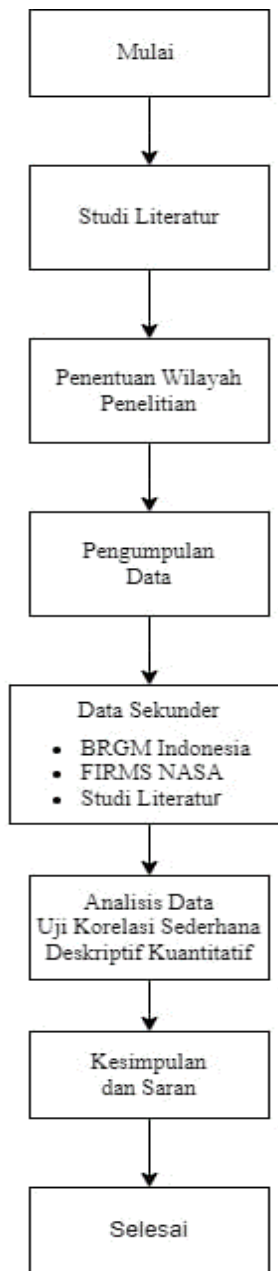 Mulai
Studi Literatur
Penentuan Wilayah
Penelitian
Pengumpulan
Data
Data Sekunder
• BRGM Indonesia
• FIRMS NASA
• Studi Literatur
Analisis Data
Uji Korelasi Sederhana
Deskriptif Kuantitatif
Kesimpulan
dan Saran
Selesai